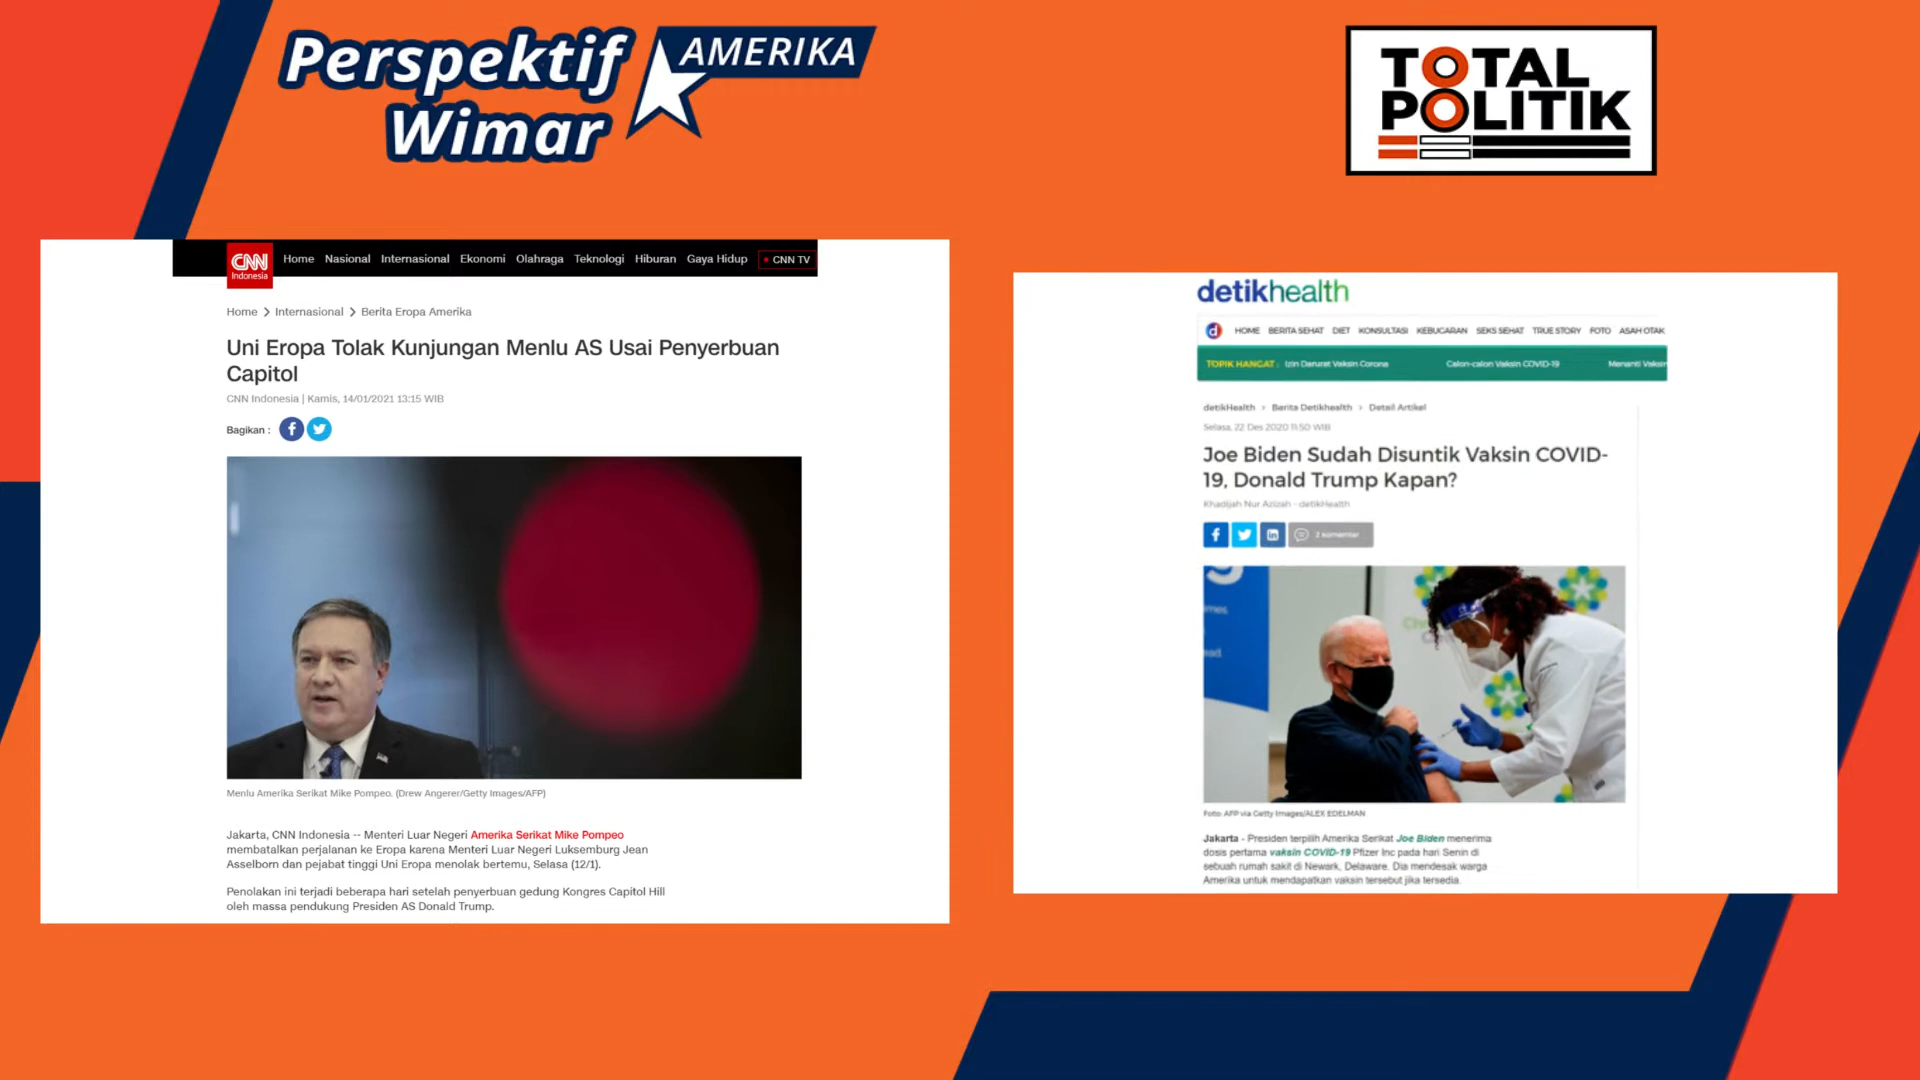 Perspektif
Wimar
AMERIKA
TOTAL
POLITIK
CNN
Indonesia
Home Nasional Internasional Ekonomi Olahraga Teknologi Hiburan Gaya Hidup CNN TV
Home > Internasional > Berita Eropa Amerika
Uni Eropa Tolak Kunjungan Menlu AS Usai Penyerbuan
Capitol
CNN Indonesia | Kamis, 14/01/2021 13:15 WIB
Bagikan :
Menlu Amerika Serikat Mike Pompeo. (Drew Angerer/Getty Images/AFP)
Jakarta, CNN Indonesia -- Menteri Luar Negeri Amerika Serikat Mike Pompeo
membatalkan perjalanan ke Eropa karena Menteri Luar Negeri Luksemburg Jean
Asselborn dan pejabat tinggi Uni Eropa menolak bertemu, Selasa (12/1).
Penolakan ini terjadi beberapa hari setelah penyerbuan gedung Kongres Capitol Hill
oleh massa pendukung Presiden AS Donald Trump.
detikhealth
d HOME BERITA SEHAT DIET KONSULTASI KEBUGARAN SEKS SEHAT TRUE STORY FOTO ASAH OTAK
TOPIK HANGAT : Izin Darurat Vaksin Corona Calon-calon Vaksin COVID-19 Menanti Vaksin
detikHealth > Berita Detikhealth > Detail Artikel
Selasa, 22 Des 2020 11:50 WIB
Joe Biden Sudah Disuntik Vaksin COVID-
19, Donald Trump Kapan?
Khadijah Nur Azizah - detikHealth
2 komentar
Foto: AFP via Getty Images/ALEX EDELMAN
Jakarta - Presiden terpilih Amerika Serikat Joe Biden menerima
dosis pertama vaksin COVID-19 Pfizer Inc pada hari Senin di
sebuah rumah sakit di Newark, Delaware. Dia mendesak warga
Amerika untuk mendapatkan vaksin tersebut jika tersedia.